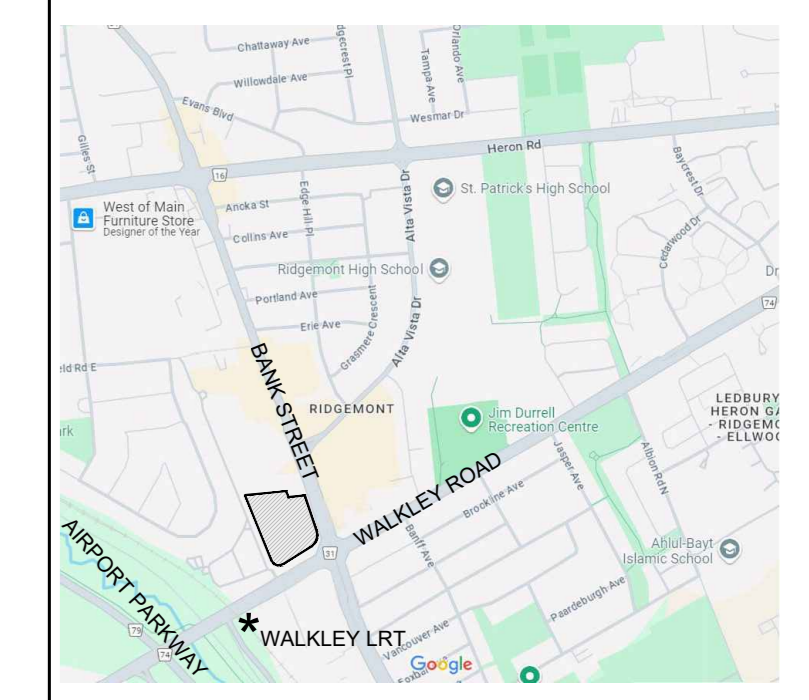 Chattaway Ave
Willowdale Ave
Evans Blvd
dgecrest Pl
Tampa Ave
Orlando Ave
Wesmar Dr
Heron Rd
Gilles St
16
West of Main
Furniture Store
Designer of the Year
Ancka St
Collins Ave
Edge Hill Pl
Alta Vista Dr
St. Patrick's High School
Baycrest Dr
Cedarwood Dr
Ridgemont High School
Portland Ave
Erie Ave
Grasmere Crescent
Alta Vista Dr
Dr
74
eld Rd E
BANK STREET
RIDGEMONT
Jim Durrell
Recreation Centre
LEDBURY
HERON GA
- RIDGEMO
- ELLWOO
ark
WALKLEY ROAD
Jasper Ave
Albion Rd N
Brookline Ave
Banff Ave
31
Ahlul-Bayt
Islamic School
AIRPORT PARKWAY
Paardeburgh Ave
79
74
* WALKLEY LRT
Vancouver Ave
Google